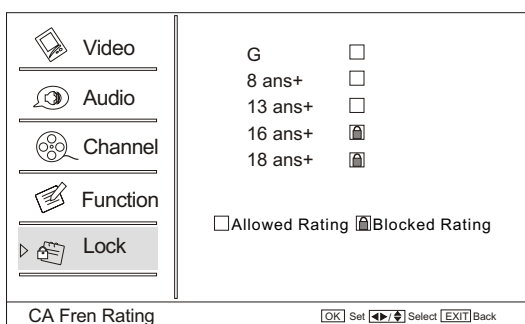 Video
Audio
Channel
Function
Lock
G
8 ans+
13 ans+
16 ans+
18 ans+
Allowed Rating Blocked Rating
CA Fren Rating OK Set / Select EXIT Back